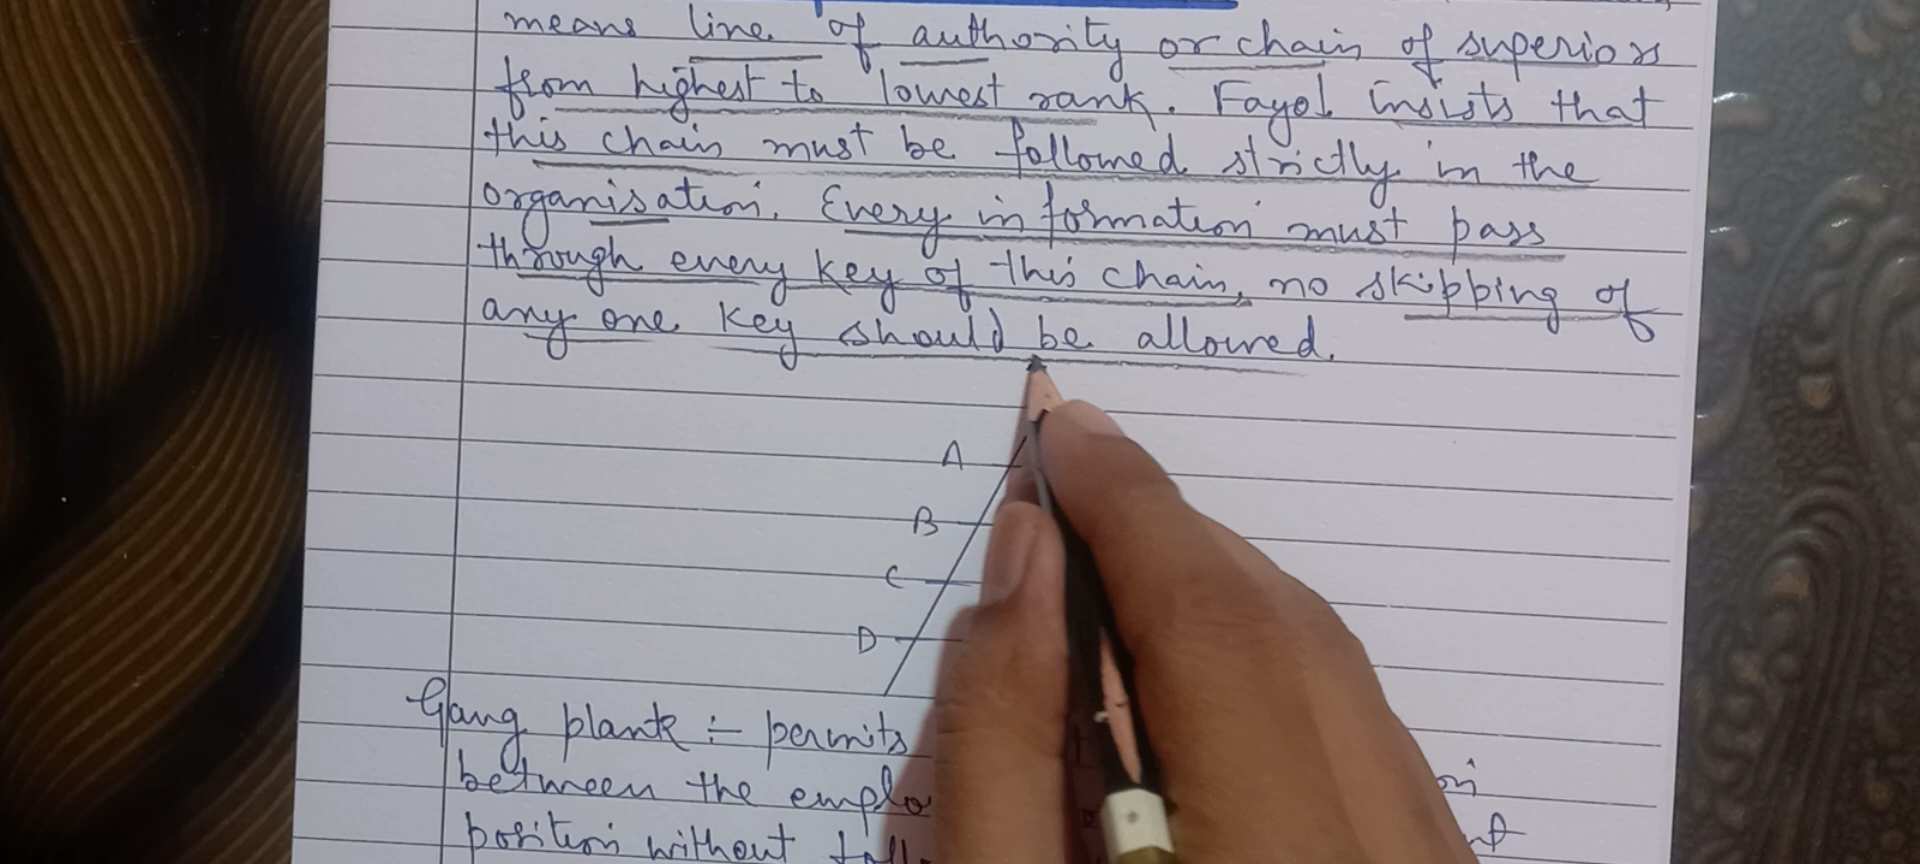 means line of authority or chain of superiors
from highest to lowest rank. Fayol insists that
this chain must be followed strictly in the
organisation. Every information must pass
through every key of this chain, no skipping of
any one key should be allowed.
A
B
C
D
Gang plank :- permits
between the emplo
position without foll